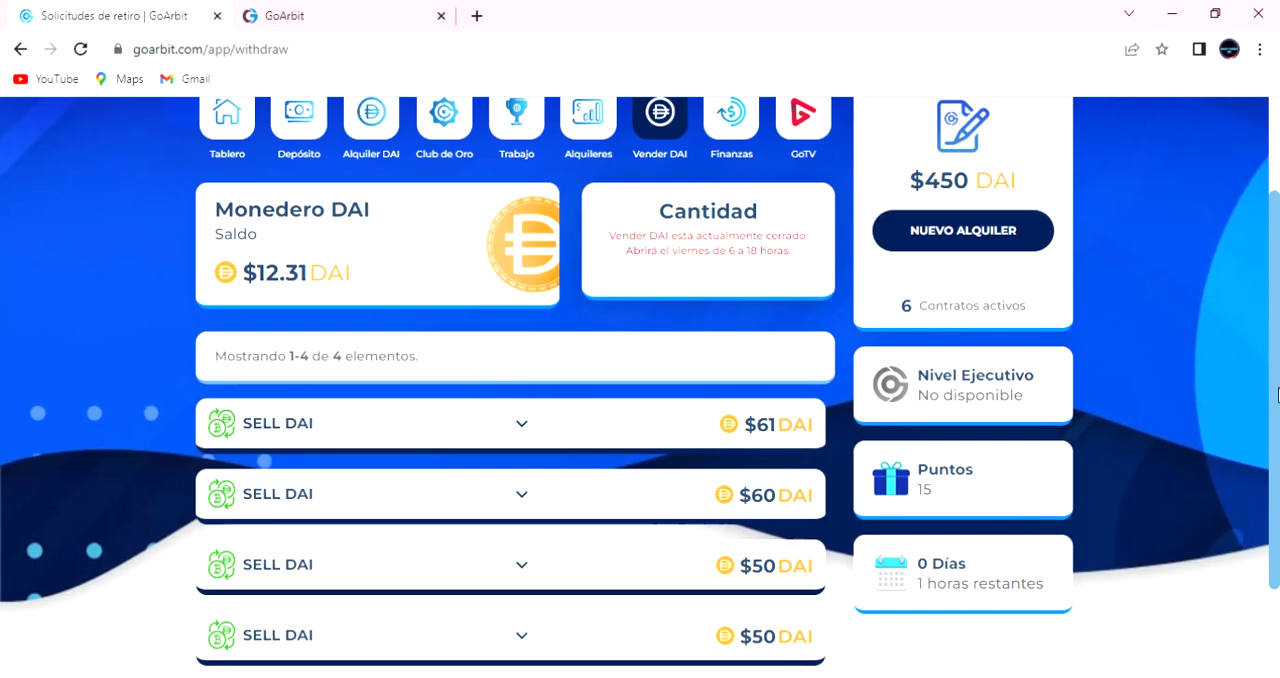 Solicitudes de retiro | GoArbit
GoArbit
goarbit.com/app/withdraw
YouTube
Maps
Gmail
Tablero
Depósito
Alquiler DAI
Club de Oro
Trabajo
Alquileres
Vender DAI
Finanzas
GoTV
Monedero DAI
Saldo
$12.31 DAI
Cantidad
Vender DAI está actualmente cerrado.
Abrirá el viernes de 6 a 18 horas.
$450 DAI
NUEVO ALQUILER
6 Contratos activos
Mostrando 1-4 de 4 elementos.
Nivel Ejecutivo
No disponible
SELL DAI $61 DAI
SELL DAI $60 DAI
SELL DAI $50 DAI
SELL DAI $50 DAI
Puntos
15
0 Días
1 horas restantes